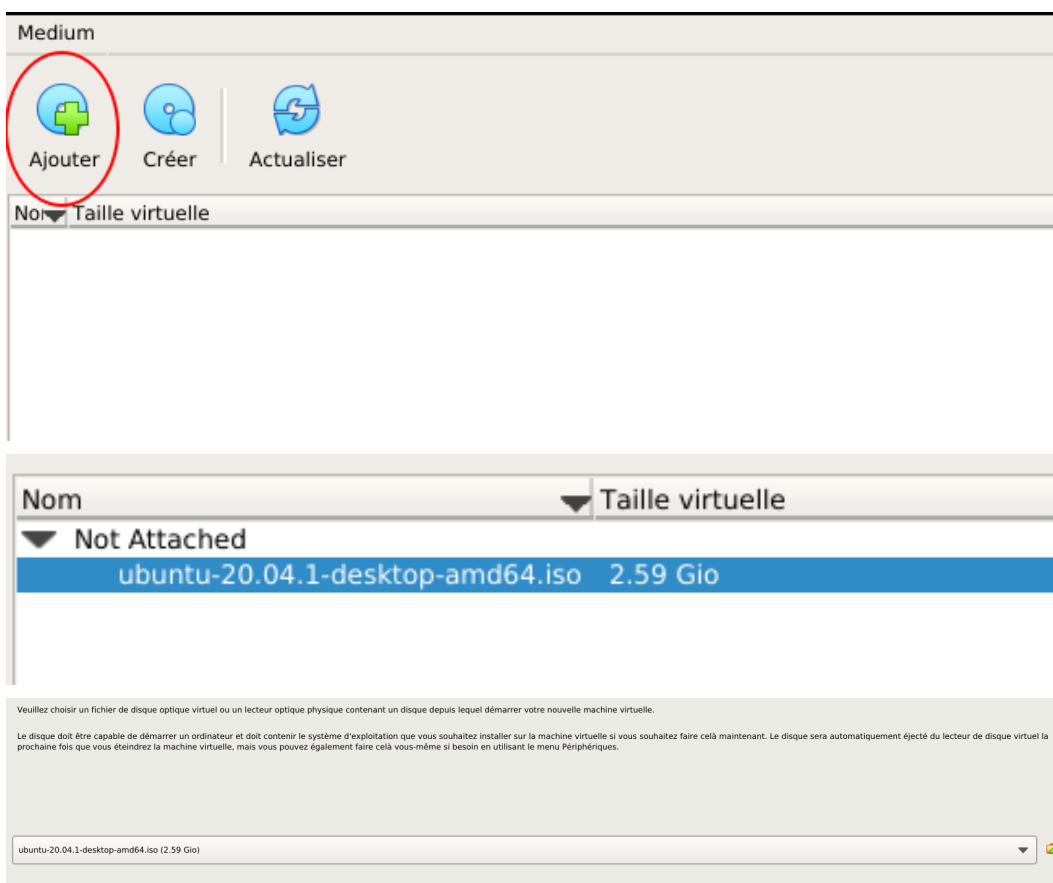 Medium
Ajouter Créer Actualiser
Taille virtuelle
Nom Taille virtuelle
Not Attached
ubuntu-20.04.1-desktop-amd64.iso 2.59 Gio
Veuillez choisir un fichier de disque optique virtuel ou un lecteur optique physique contenant un disque depuis lequel démarrer votre nouvelle machine virtuelle.
Le disque doit être capable de démarrer un ordinateur et doit contenir le système d'exploitation que vous souhaitez installer sur la machine virtuelle si vous souhaitez faire celà maintenant. Le disque sera automatiquement éjecté du lecteur de disque virtuel la
prochaine fois que vous éteindrez la machine virtuelle, mais vous pouvez également faire celà vous-même si besoin en utilisant le menu Périphériques.
ubuntu-20.04.1-desktop-amd64.iso (2.59 Gio)